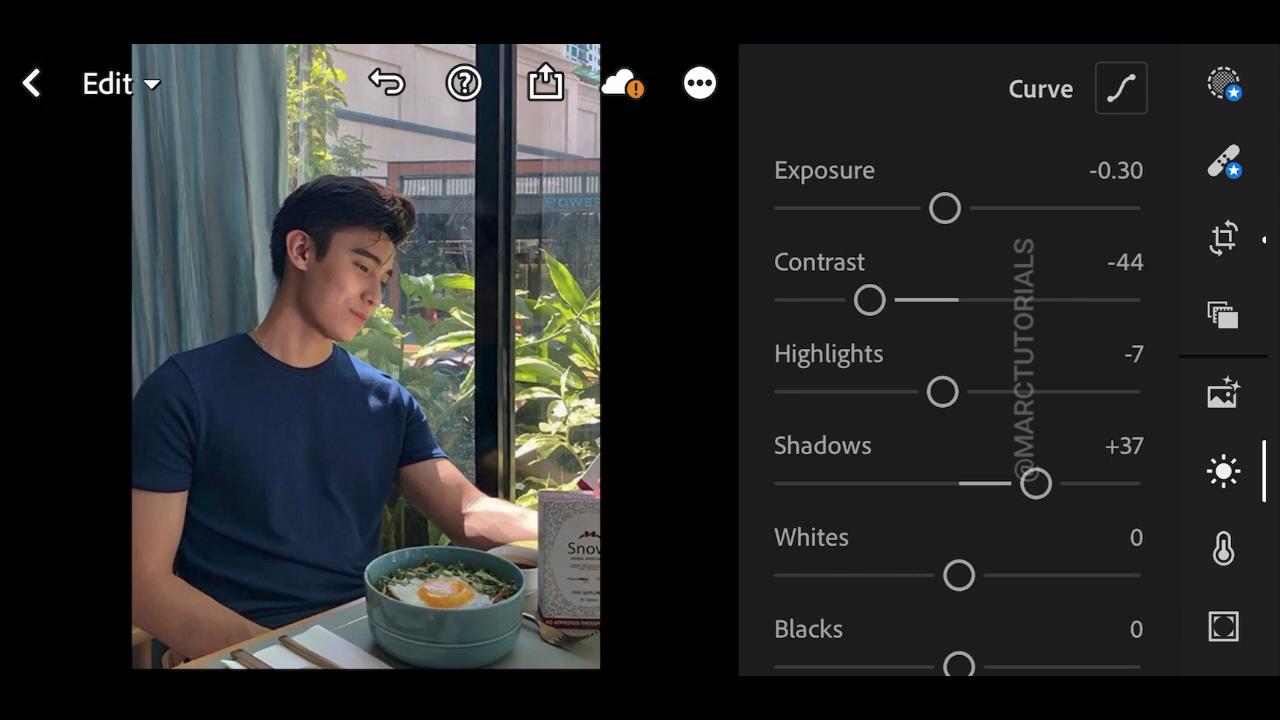 Edit
Curve
Exposure -0.30
Contrast -44
Highlights -7
Shadows +37
Whites 0
Blacks 0
@MARCTUTORIALS
POWER
Snow